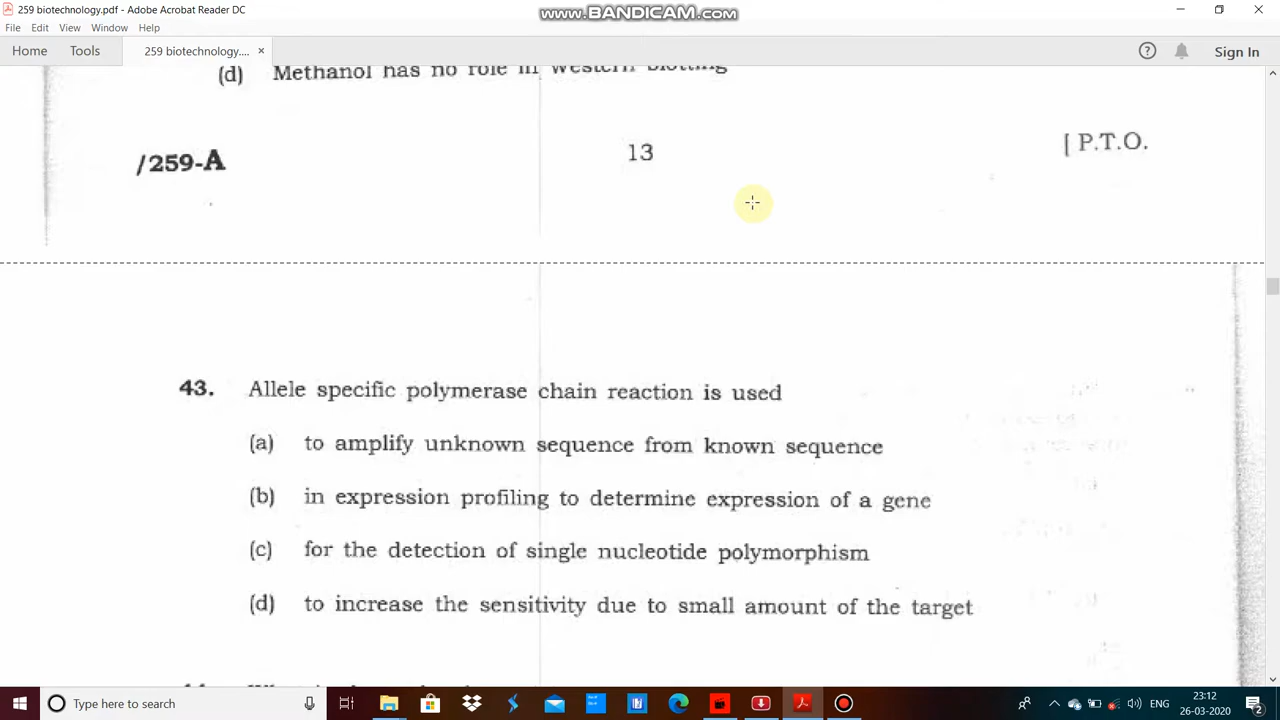 259 biotechnology.pdf - Adobe Acrobat Reader DC
www.BANDICAM.com
File Edit View Window Help
Home Tools 259 biotechnology.... × Sign In
(d) Methanol has no role in Western blotting
/259-A 13 [ P.T.O.
43. Allele specific polymerase chain reaction is used
(a) to amplify unknown sequence from known sequence
(b) in expression profiling to determine expression of a gene
(c) for the detection of single nucleotide polymorphism
(d) to increase the sensitivity due to small amount of the target
Type here to search ENG 23:12
26-03-2020 2